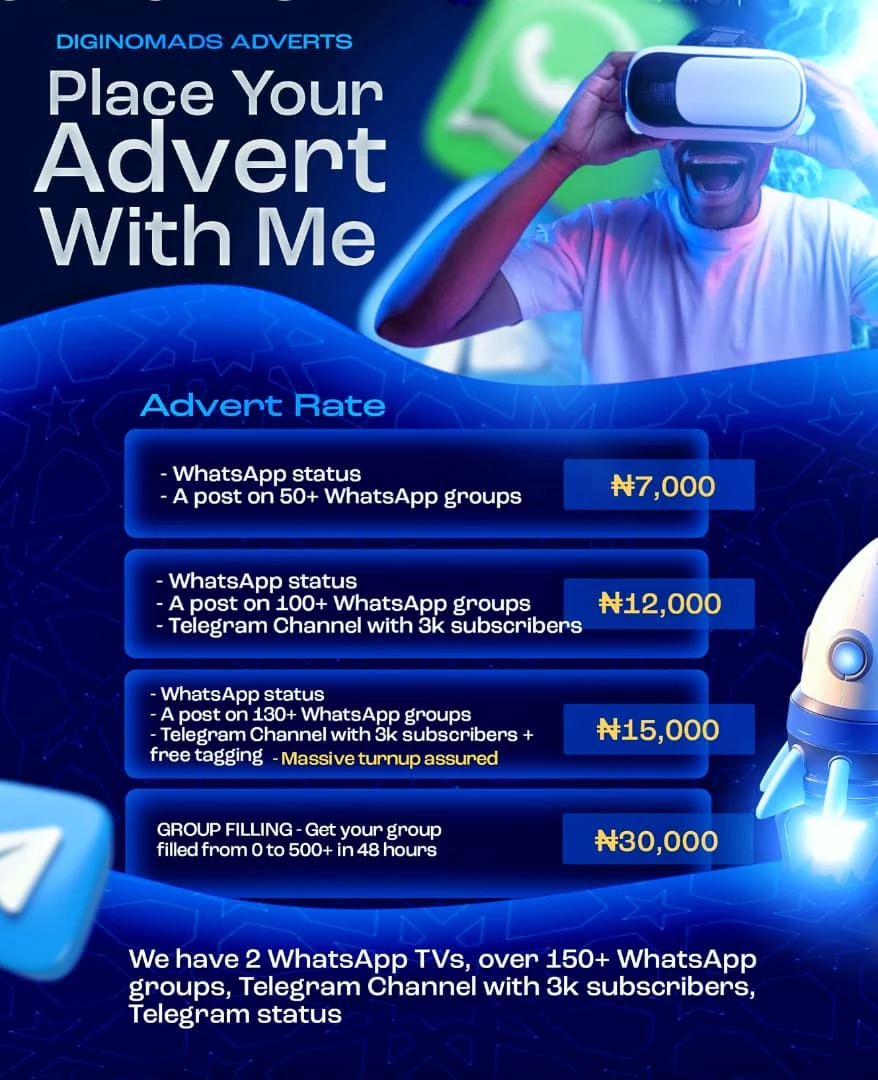 DIGINOMADS ADVERTS
Place Your
Advert
With Me
Advert Rate
- WhatsApp status
- A post on 50+ WhatsApp groups
₦7,000
- WhatsApp status
- A post on 100+ WhatsApp groups
- Telegram Channel with 3k subscribers
₦12,000
- WhatsApp status
- A post on 130+ WhatsApp groups
- Telegram Channel with 3k subscribers +
free tagging - Massive turnup assured
₦15,000
GROUP FILLING - Get your group
filled from 0 to 500+ in 48 hours
₦30,000
We have 2 WhatsApp TVs, over 150+ WhatsApp
groups, Telegram Channel with 3k subscribers,
Telegram status